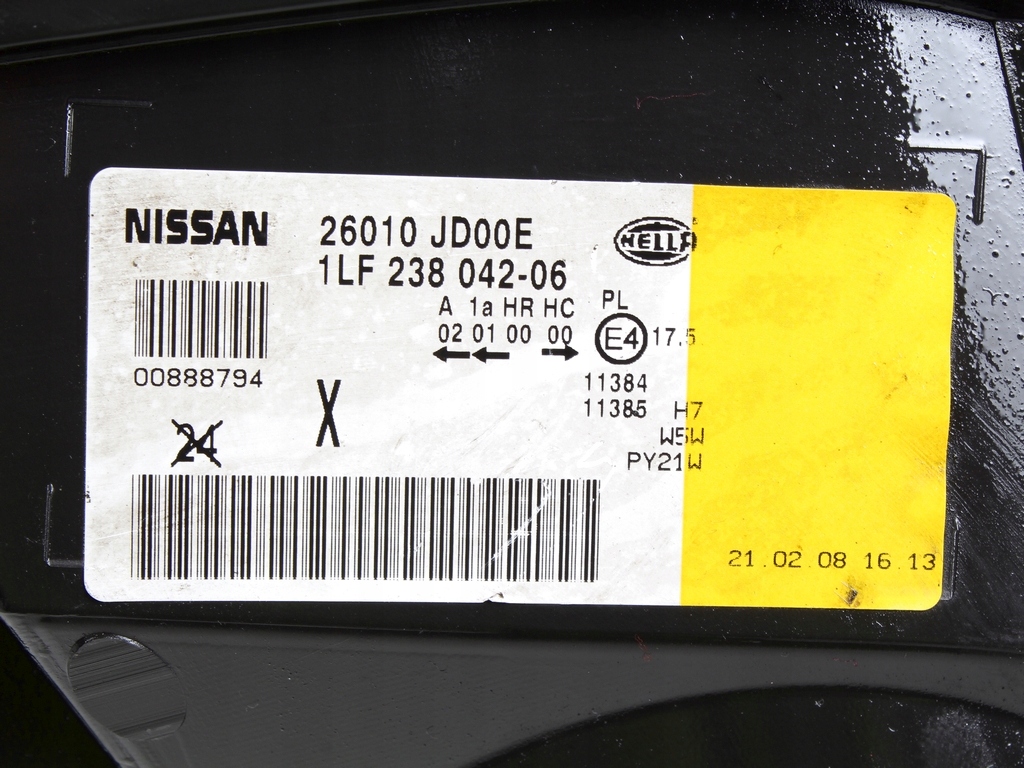 NISSAN
26010 JD00E
HELLA
1LF 238 042-06
A 1a HR HC
02 01 00 00
PL
E4
17,5
00888794
11384
11385
H7
W5W
PY21W
24
X
21.02.08 16.13